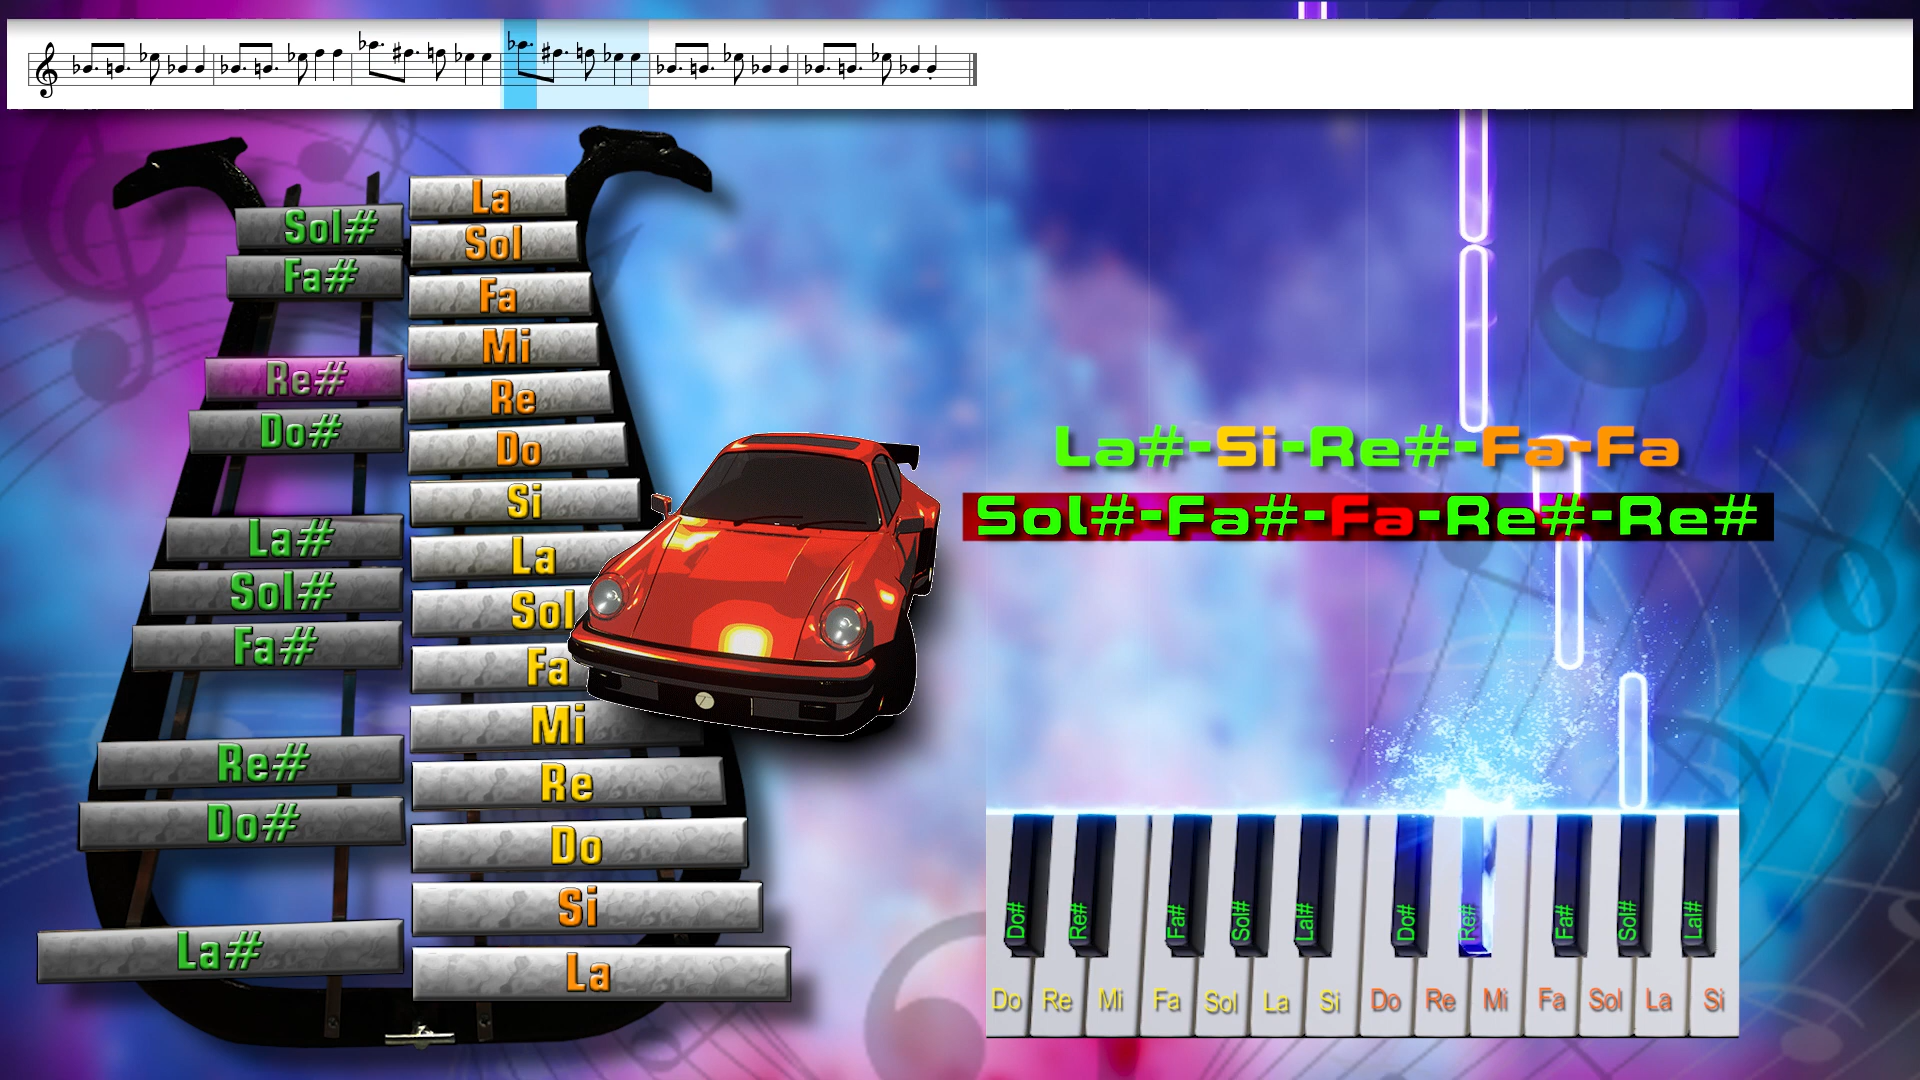 La
Sol#
Sol
Fa#
Fa
Mi
Re#
Re
Do#
Do
Si
La#
La
Sol#
Sol
Fa#
Fa
Mi
Re#
Re
Do#
Do
Si
La#
La
La#-Si-Re#-Fa-Fa
Sol#-Fa#-Fa-Re#-Re#
Do# Re# Fa# Sol# Lal# Do# Re# Fa# Sol# Lal#
Do Re Mi Fa Sol La Si Do Re Mi Fa Sol La Si